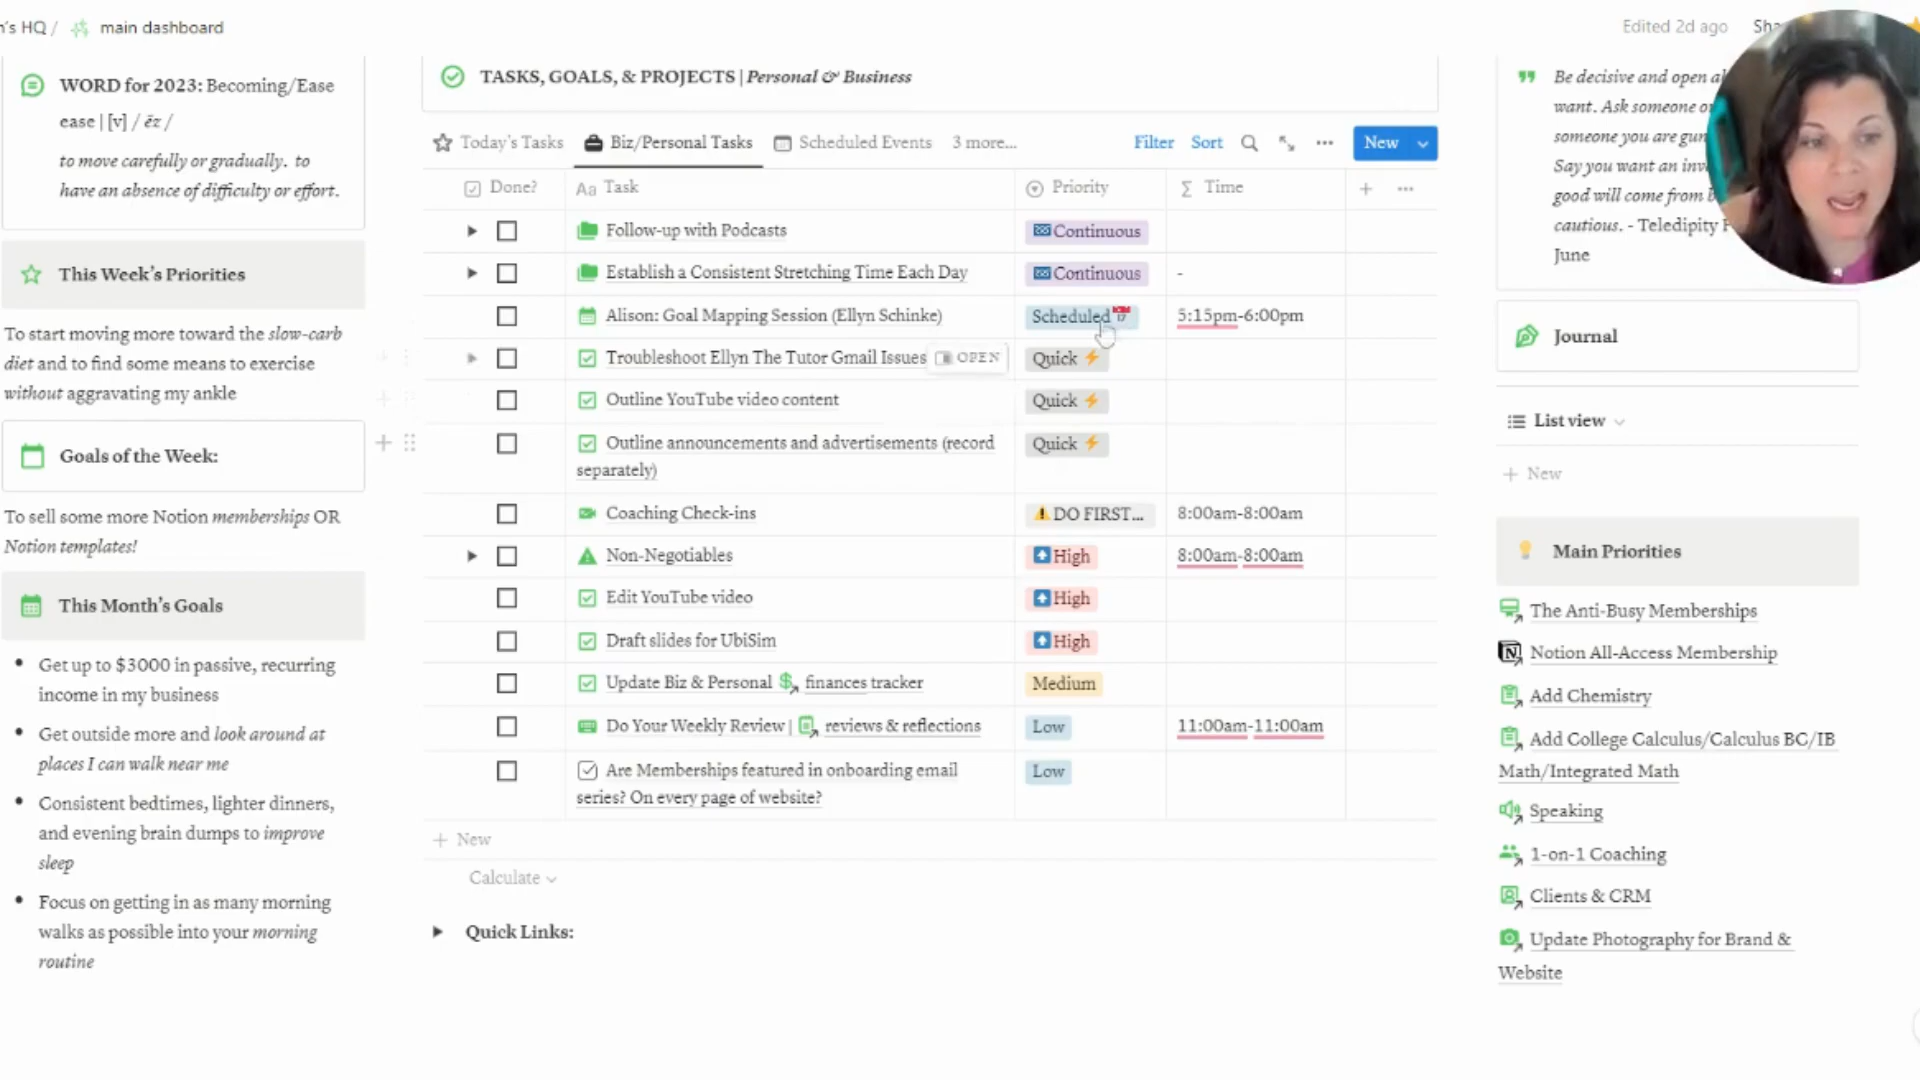 n's HQ / main dashboard
Edited 2d ago
WORD for 2023: Becoming/Ease
ease | [v] / ēz /
to move carefully or gradually. to
have an absence of difficulty or effort.
This Week's Priorities
To start moving more toward the slow-carb
diet and to find some means to exercise
without aggravating my ankle
Goals of the Week:
To sell some more Notion memberships OR
Notion templates!
This Month's Goals
• Get up to $3000 in passive, recurring
income in my business
• Get outside more and look around at
places I can walk near me
• Consistent bedtimes, lighter dinners,
and evening brain dumps to improve
sleep
• Focus on getting in as many morning
walks as possible into your morning
routine
TASKS, GOALS, & PROJECTS | Personal & Business
Today's Tasks Biz/Personal Tasks Scheduled Events 3 more... Filter Sort New
Done? Aa Task Priority Σ Time
Follow-up with Podcasts Continuous
Establish a Consistent Stretching Time Each Day Continuous -
Alison: Goal Mapping Session (Ellyn Schinke) Scheduled 17 5:15pm-6:00pm
Troubleshoot Ellyn The Tutor Gmail Issues OPEN Quick
Outline YouTube video content Quick
Outline announcements and advertisements (record Quick
separately)
Coaching Check-ins DO FIRST... 8:00am-8:00am
Non-Negotiables High 8:00am-8:00am
Edit YouTube video High
Draft slides for UbiSim High
Update Biz & Personal finances tracker Medium
Do Your Weekly Review | reviews & reflections Low 11:00am-11:00am
Are Memberships featured in onboarding email Low
series? On every page of website?
+ New
Calculate
Quick Links:
Be decisive and open
want. Ask someone
someone you are
Say you want an
good will come from
cautious. - Teledipity
June
Journal
List view
+ New
Main Priorities
The Anti-Busy Memberships
Notion All-Access Membership
Add Chemistry
Add College Calculus/Calculus BC/IB
Math/Integrated Math
Speaking
1-on-1 Coaching
Clients & CRM
Update Photography for Brand &
Website